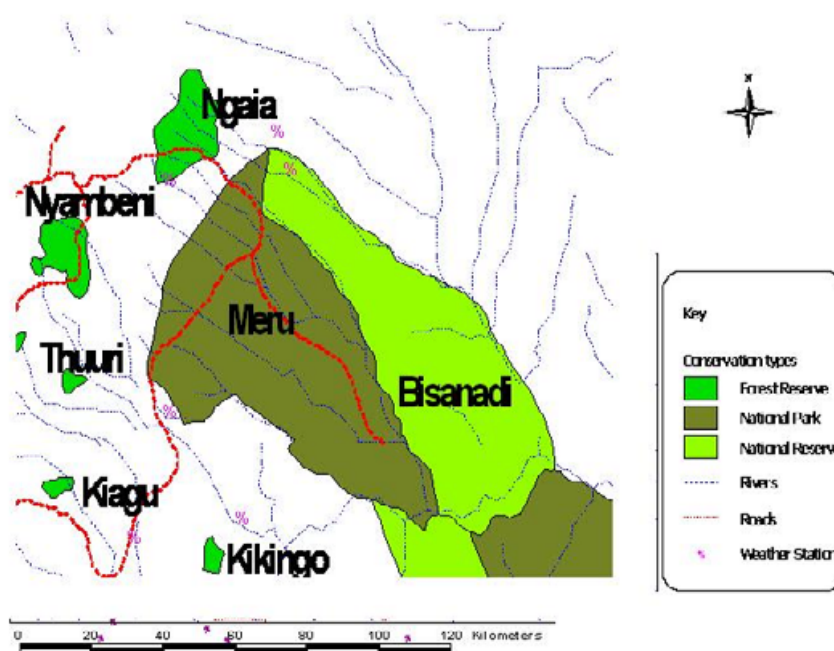 Ngaia
Nyambeni
Meru
Thuuri
Bisanadi
Kiagu
Kikingo
Key
Conservation types
Forest Reserve
National Park
National Reserve
Rivers
Roads
Weather Station
0 20 40 60 80 100 120 Kilometers